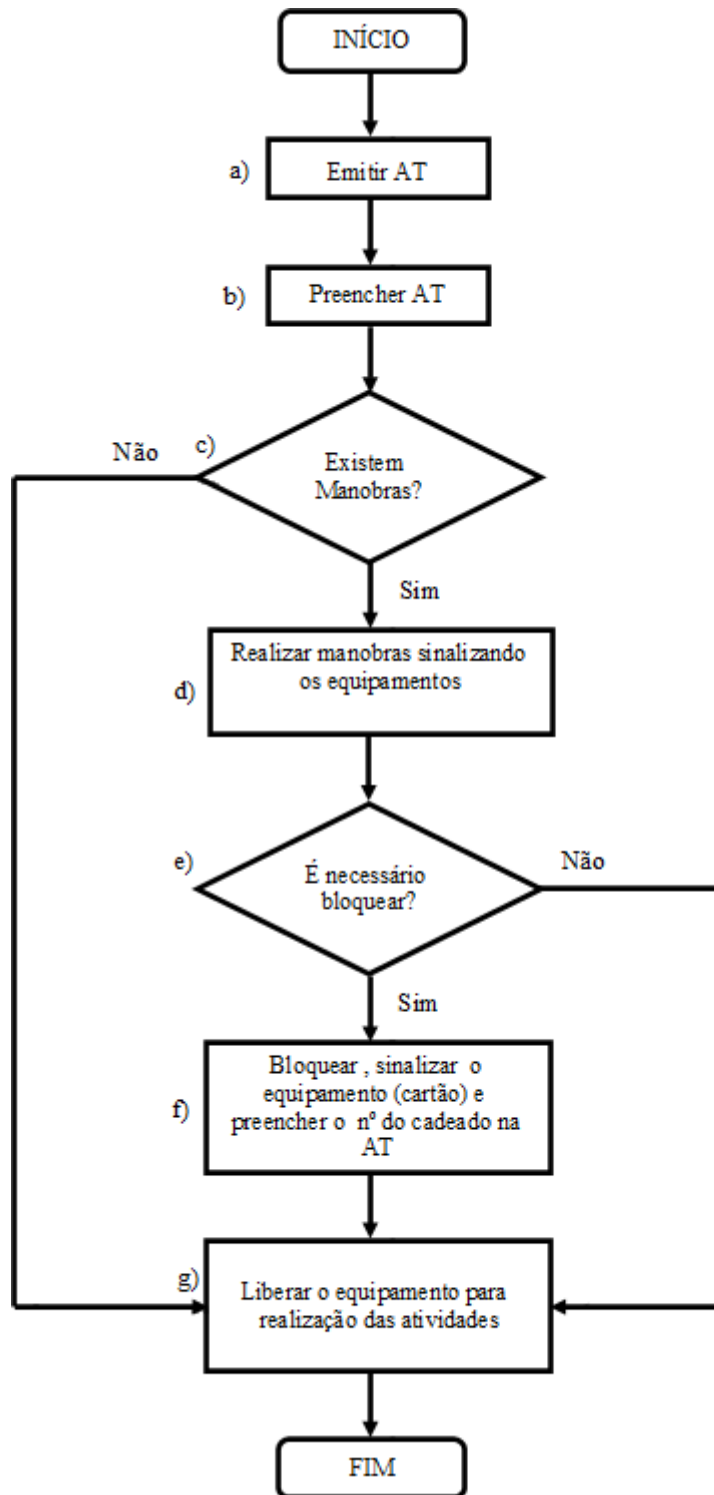 INÍCIO
a)
Emitir AT
b)
Preencher AT
Não
c)
Existem
Manobras?
Sim
Realizar manobras sinalizando
os equipamentos
d)
e)
É necessário
bloquear?
Não
Sim
Bloquear , sinalizar o
equipamento (cartão) e
f)
preencher o nº do cadeado na
AT
g)
Liberar o equipamento para
realização das atividades
FIM